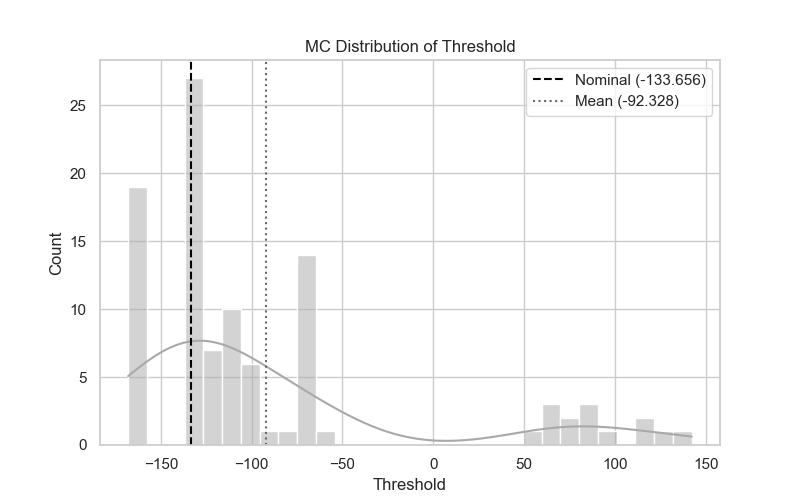 MC Distribution of Threshold
Nominal (-133.656)
Mean (-92.328)
Count
25
20
15
10
5
0
−150
−100
−50
0
50
100
150
Threshold